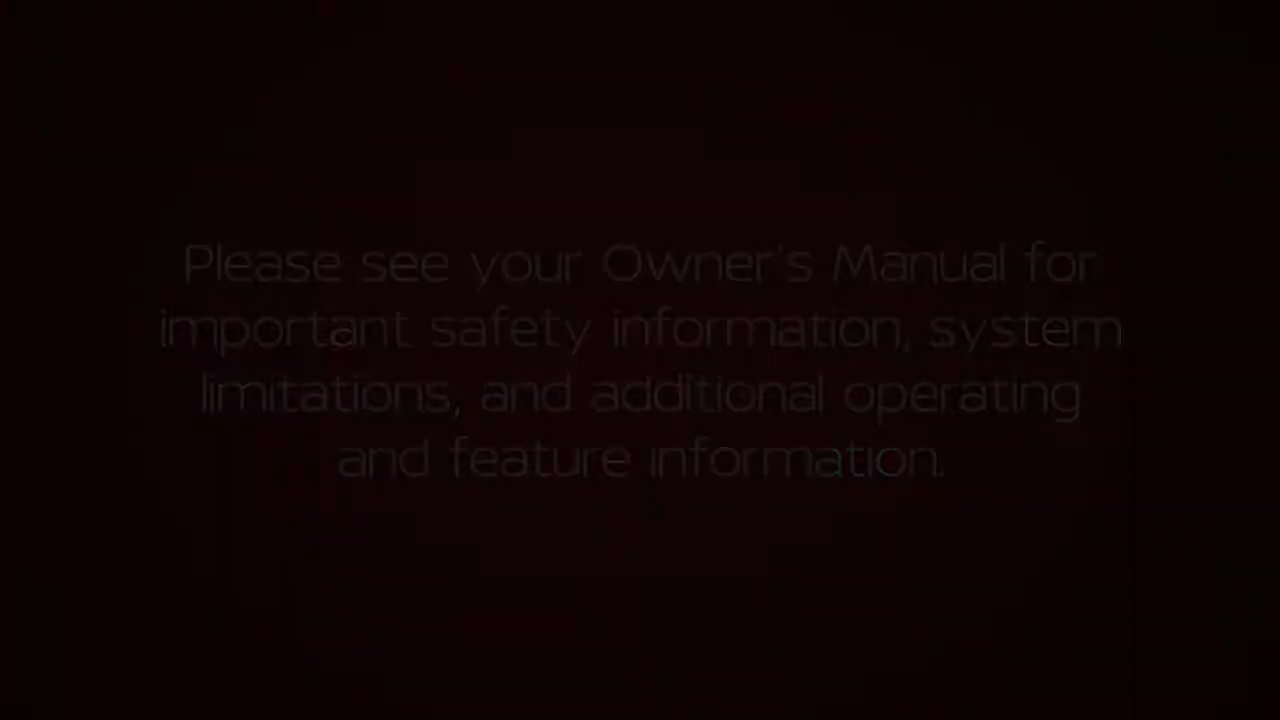 Please see your Owner's Manual for
important safety information, system
limitations, and additional operating
and feature information.